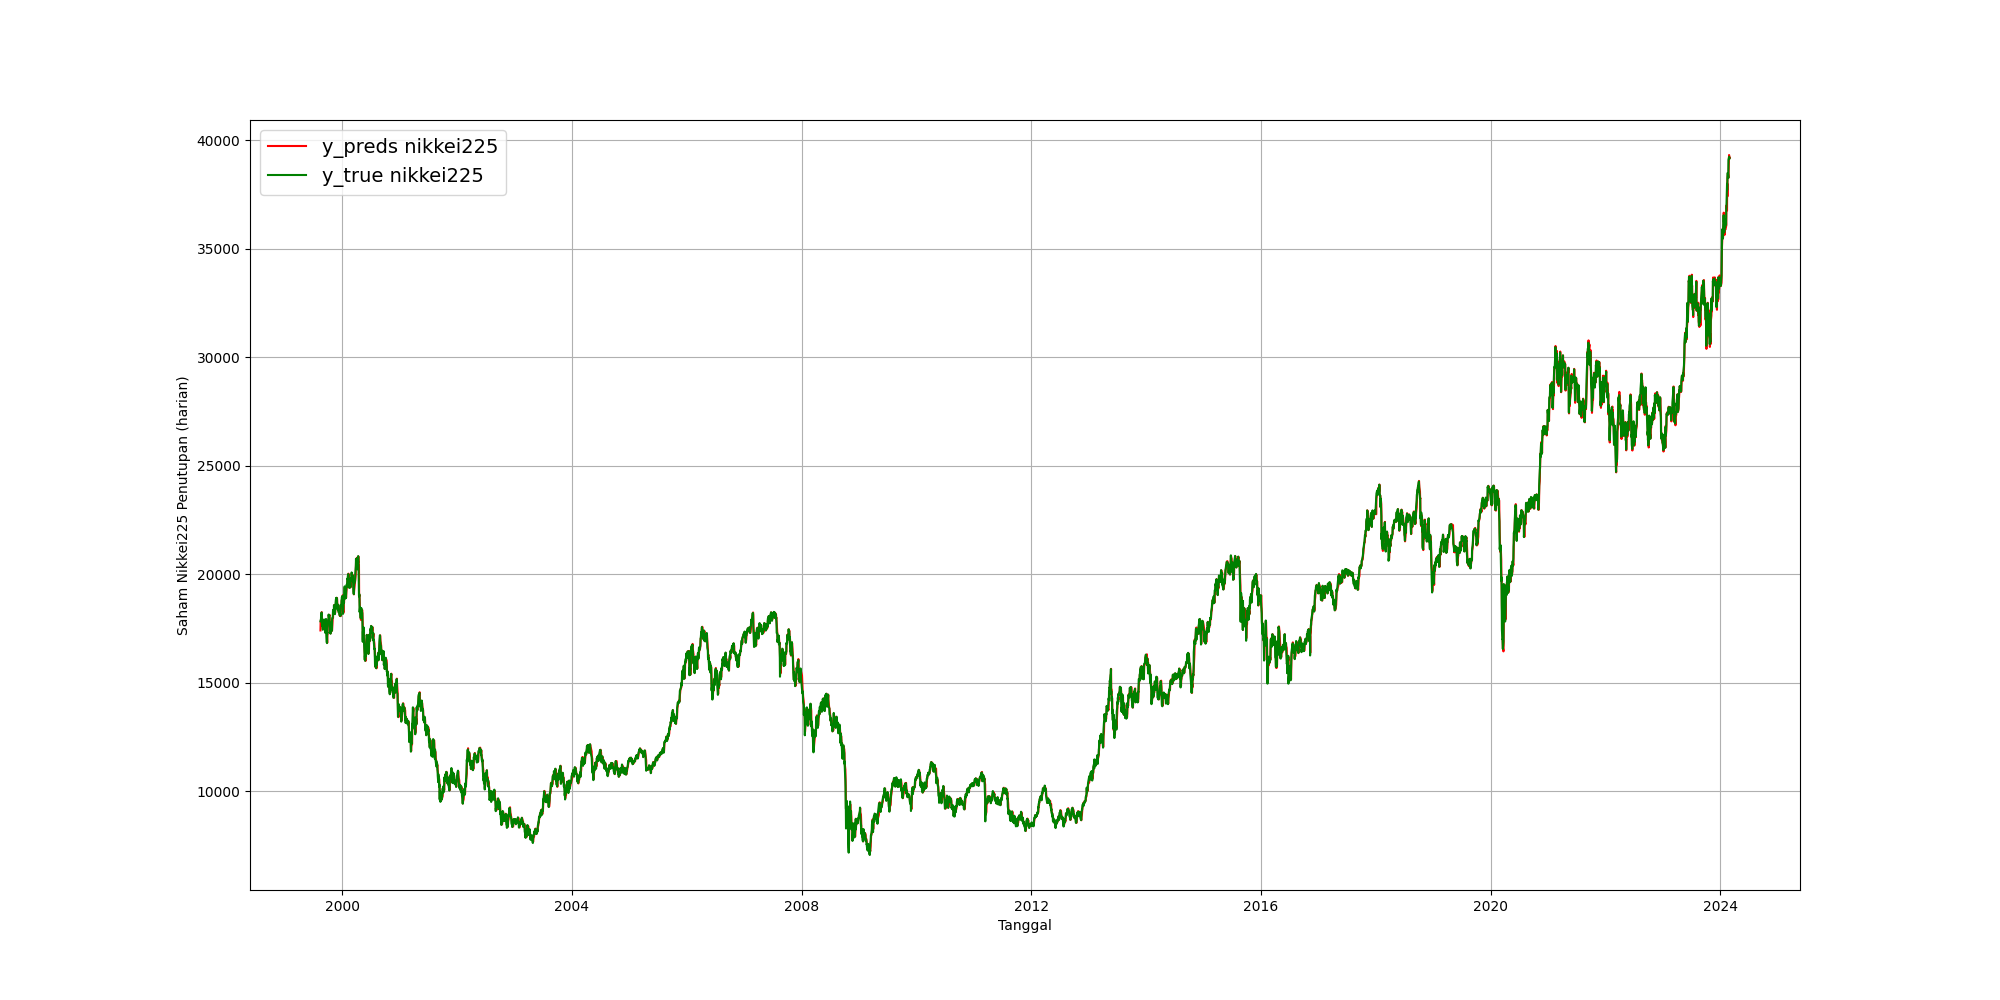 y_preds nikkei225
y_true nikkei225
40000
35000
30000
25000
20000
15000
10000
Saham Nikkei225 Penutupan (harian)
2000 2004 2008 2012 2016 2020 2024
Tanggal